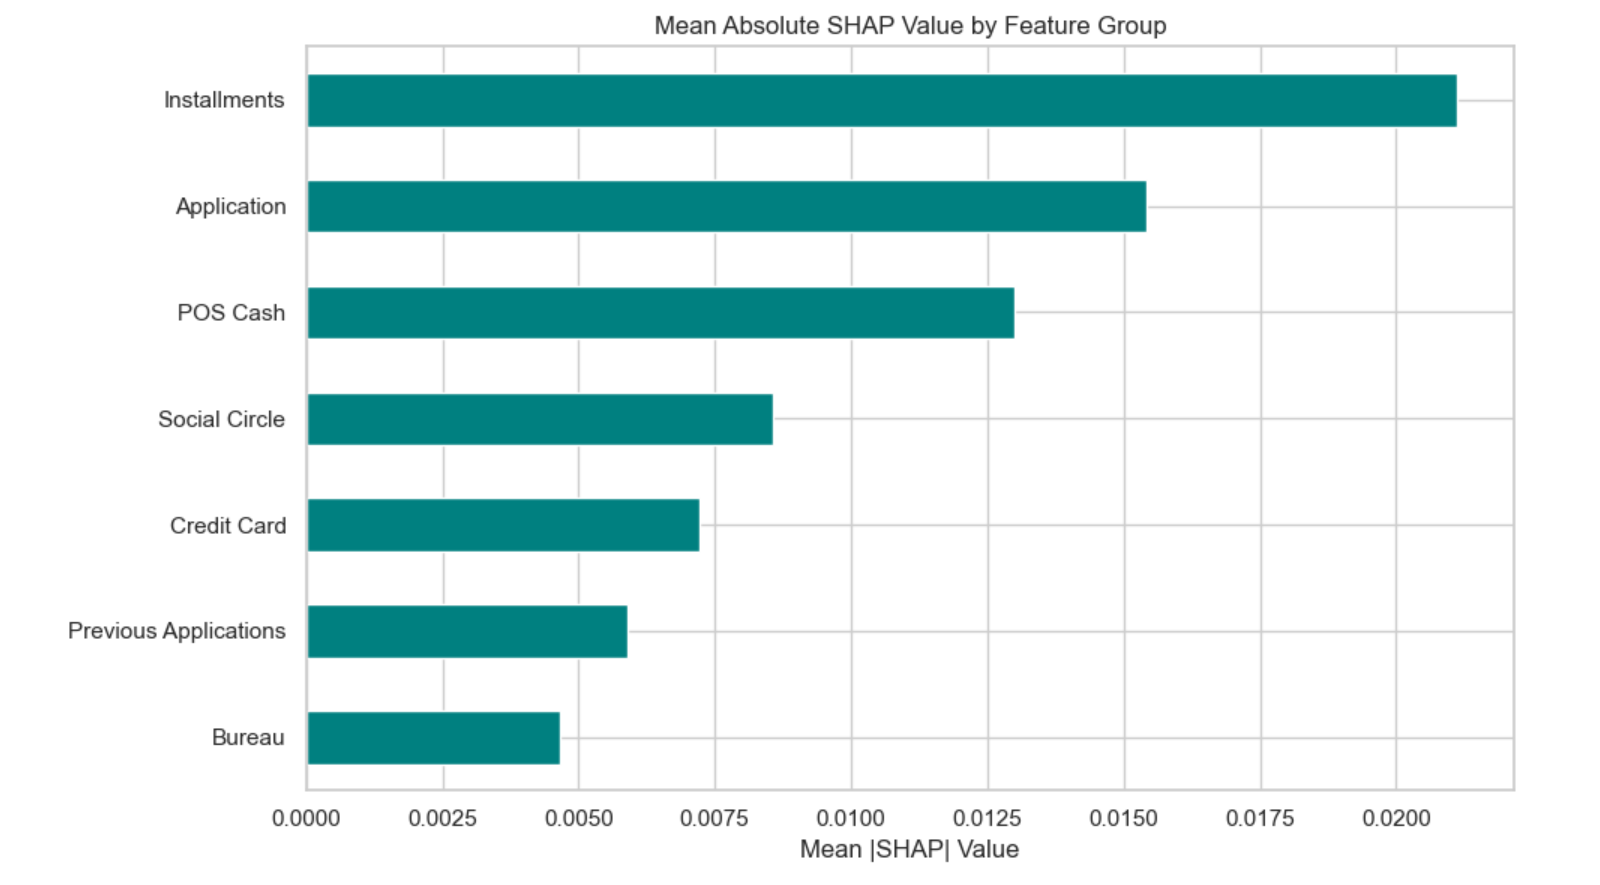 Mean Absolute SHAP Value by Feature Group
Installments
Application
POS Cash
Social Circle
Credit Card
Previous Applications
Bureau
0.0000 0.0025 0.0050 0.0075 0.0100 0.0125 0.0150 0.0175 0.0200
Mean |SHAP| Value